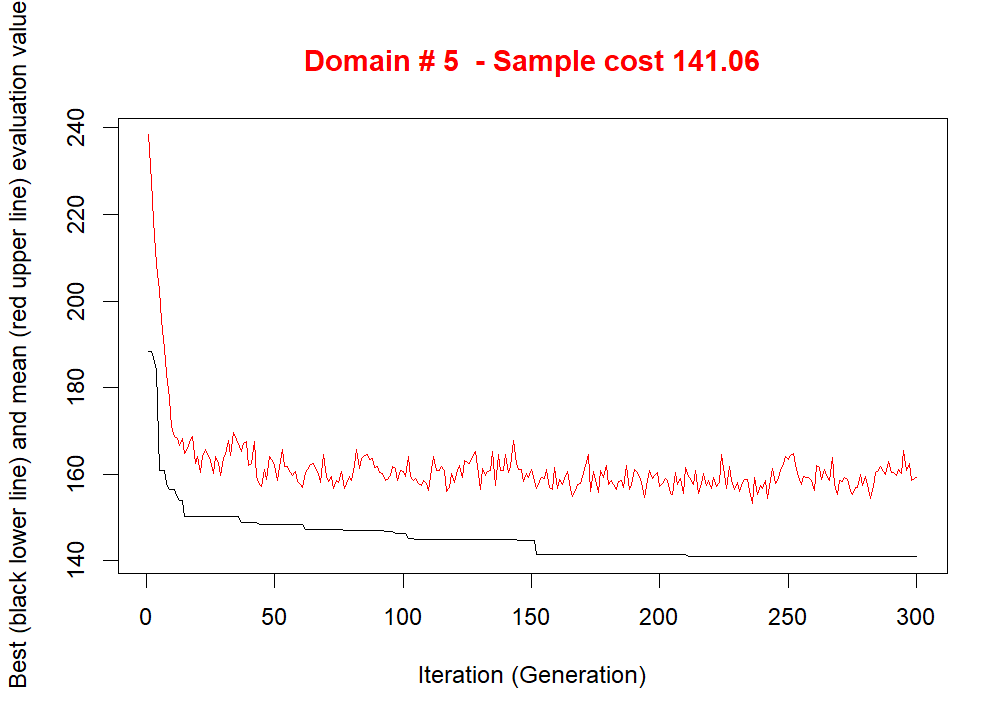 Domain # 5  - Sample cost 141.06
Best (black lower line) and mean (red upper line) evaluation value
240
220
200
180
160
140
0 50 100 150 200 250 300
Iteration (Generation)